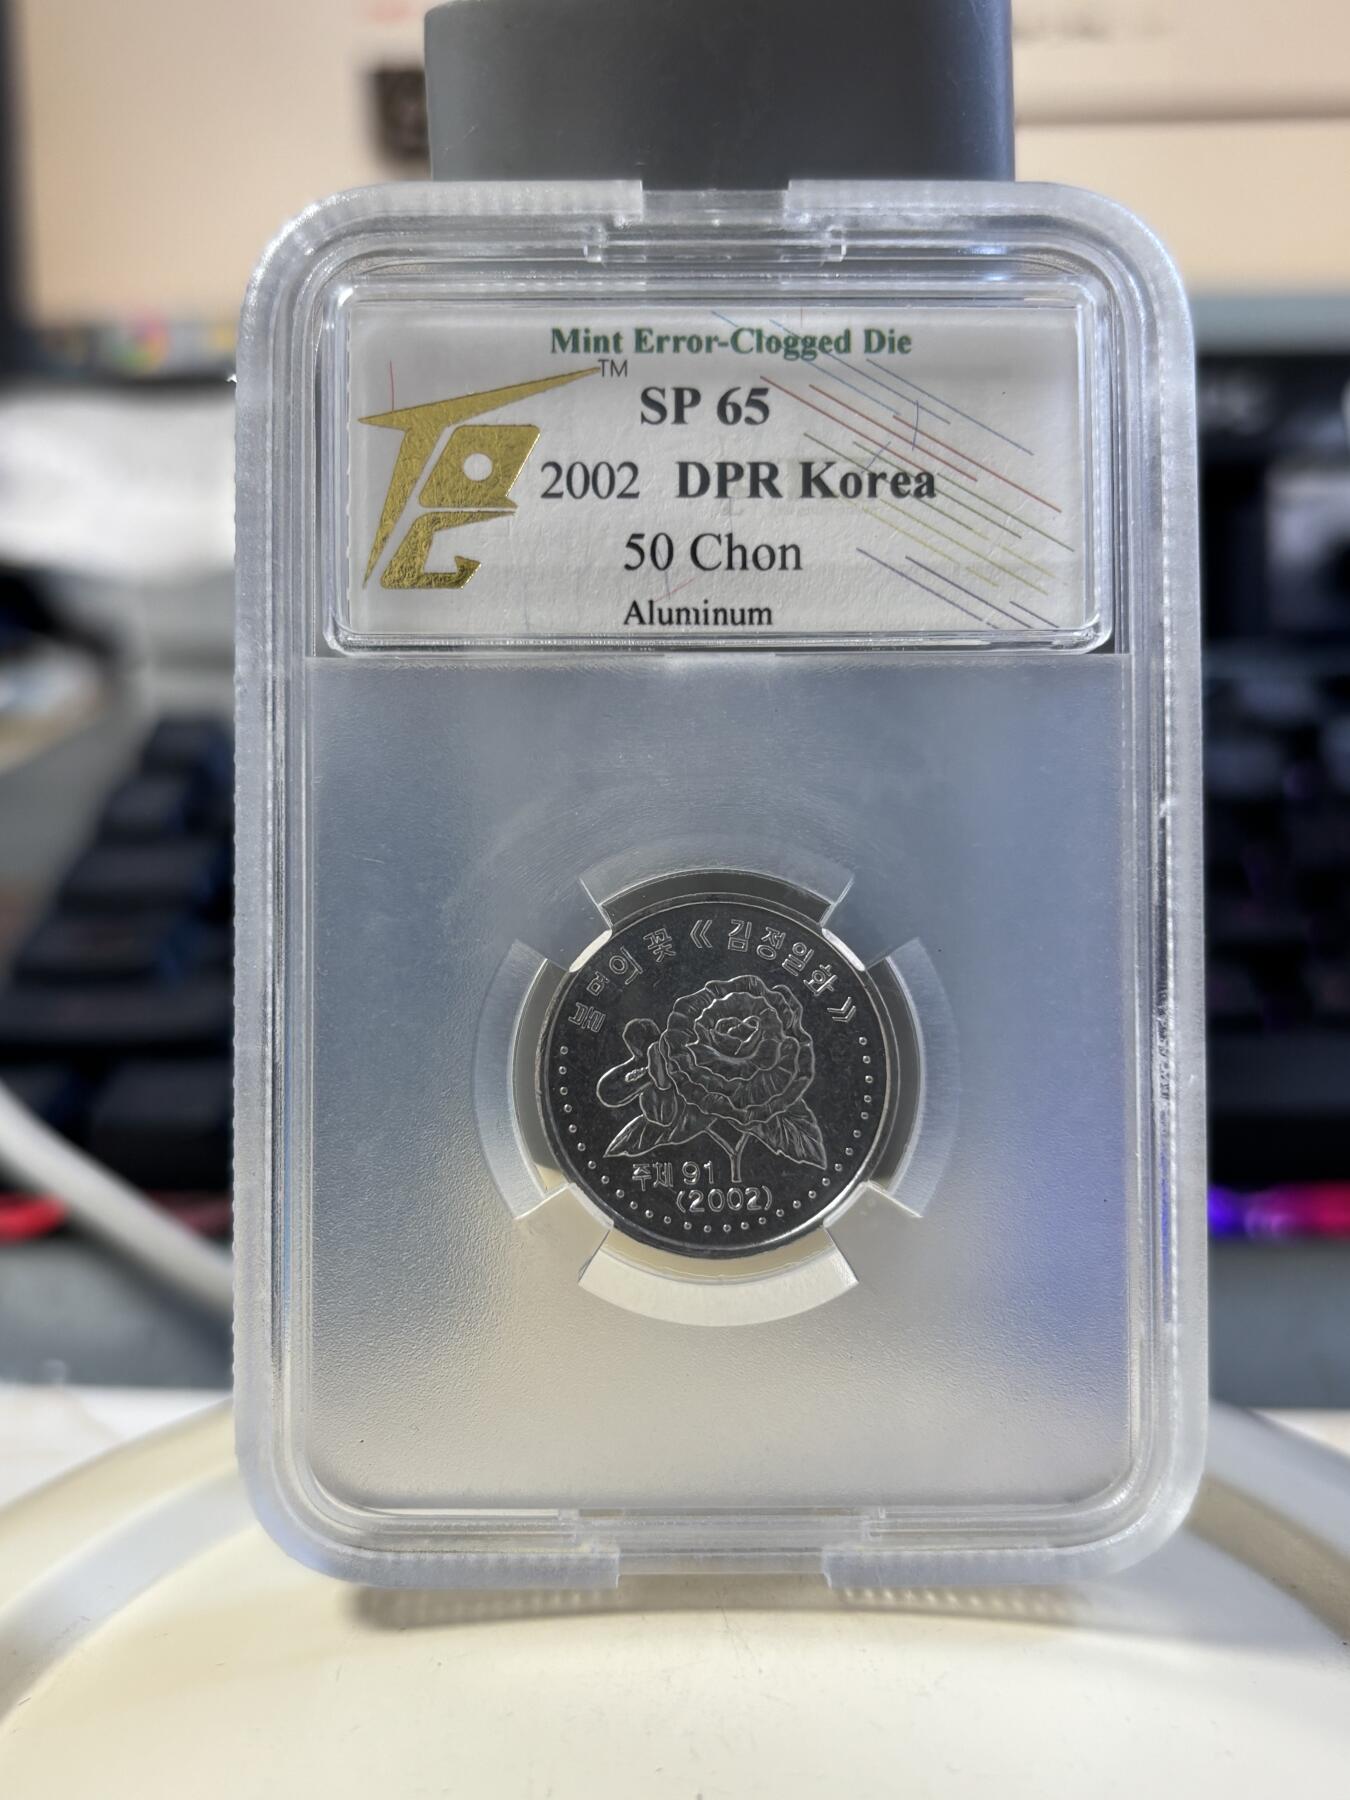 Mint Error-Clogged Die
TM
SP 65
2002 DPR Korea
50 Chon
Aluminum
불멸의 꽃 《김정일화》
주체 91
(2002)